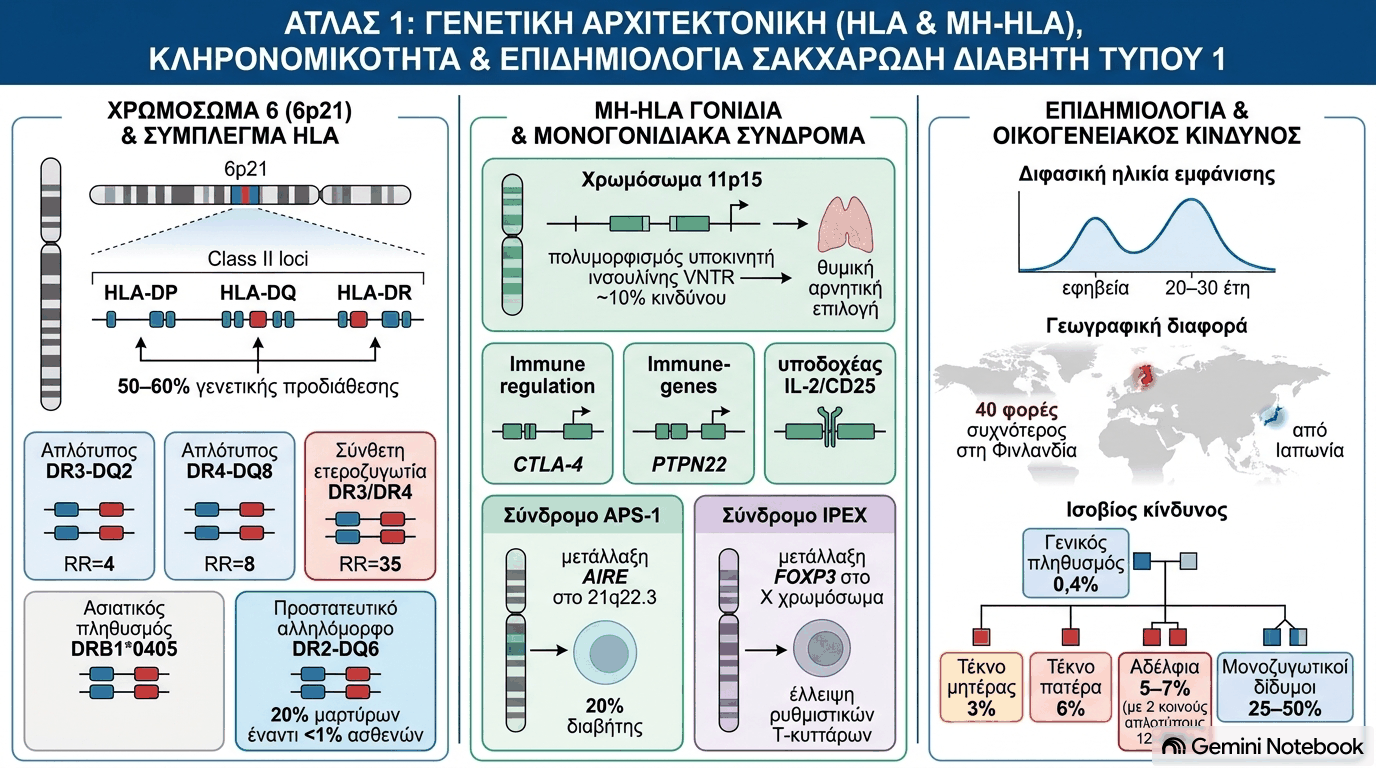 ΑΤΛΑΣ 1: ΓΕΝΕΤΙΚΗ ΑΡΧΙΤΕΚΤΟΝΙΚΗ (HLA & ΜΗ-HLA),
ΚΛΗΡΟΝΟΜΙΚΟΤΗΤΑ & ΕΠΙΔΗΜΙΟΛΟΓΙΑ ΣΑΚΧΑΡΩΔΗ ΔΙΑΒΗΤΗ ΤΥΠΟΥ 1
ΧΡΩΜΟΣΩΜΑ 6 (6p21)
& ΣΥΜΠΛΕΓΜΑ HLA
6p21
Class II loci
HLA-DP HLA-DQ HLA-DR
50–60% γενετικής προδιάθεσης
Απλότυπος
DR3-DQ2
RR=4
Απλότυπος
DR4-DQ8
RR=8
Σύνθετη
ετεροζυγωτία
DR3/DR4
RR=35
Ασιατικός
πληθυσμός
DRB1*0405
Προστατευτικό
αλληλόμορφο
DR2-DQ6
20% μαρτύρων
έναντι <1% ασθενών
ΜΗ-HLA ΓΟΝΙΔΙΑ
& ΜΟΝΟΓΟΝΙΔΙΑΚΑ ΣΥΝΔΡΟΜΑ
Χρωμόσωμα 11p15
πολυμορφισμός υποκινητή
ινσουλίνης VNTR
~10% κινδύνου
θυμική
αρνητική
επιλογή
Immune
regulation
CTLA-4
Immune-
genes
PTPN22
υποδοχέας
IL-2/CD25
Σύνδρομο APS-1
μετάλλαξη
AIRE
στο 21q22.3
20%
διαβήτης
Σύνδρομο IPEX
μετάλλαξη
FOXP3 στο
X χρωμόσωμα
έλλειψη
ρυθμιστικών
Τ-κυττάρων
ΕΠΙΔΗΜΙΟΛΟΓΙΑ &
ΟΙΚΟΓΕΝΕΙΑΚΟΣ ΚΙΝΔΥΝΟΣ
Διφασική ηλικία εμφάνισης
εφηβεία 20–30 έτη
Γεωγραφική διαφορά
40 φορές
συχνότερος
στη Φινλανδία
από
Ιαπωνία
Ισοβίος κίνδυνος
Γενικός
πληθυσμός
0,4%
Τέκνο
μητέρας
3%
Τέκνο
πατέρα
6%
Αδέλφια
5–7%
(με 2 κοινούς
απλοτύπους
Μονοζυγωτικοί
δίδυμοι
25–50%
Gemini Notebook